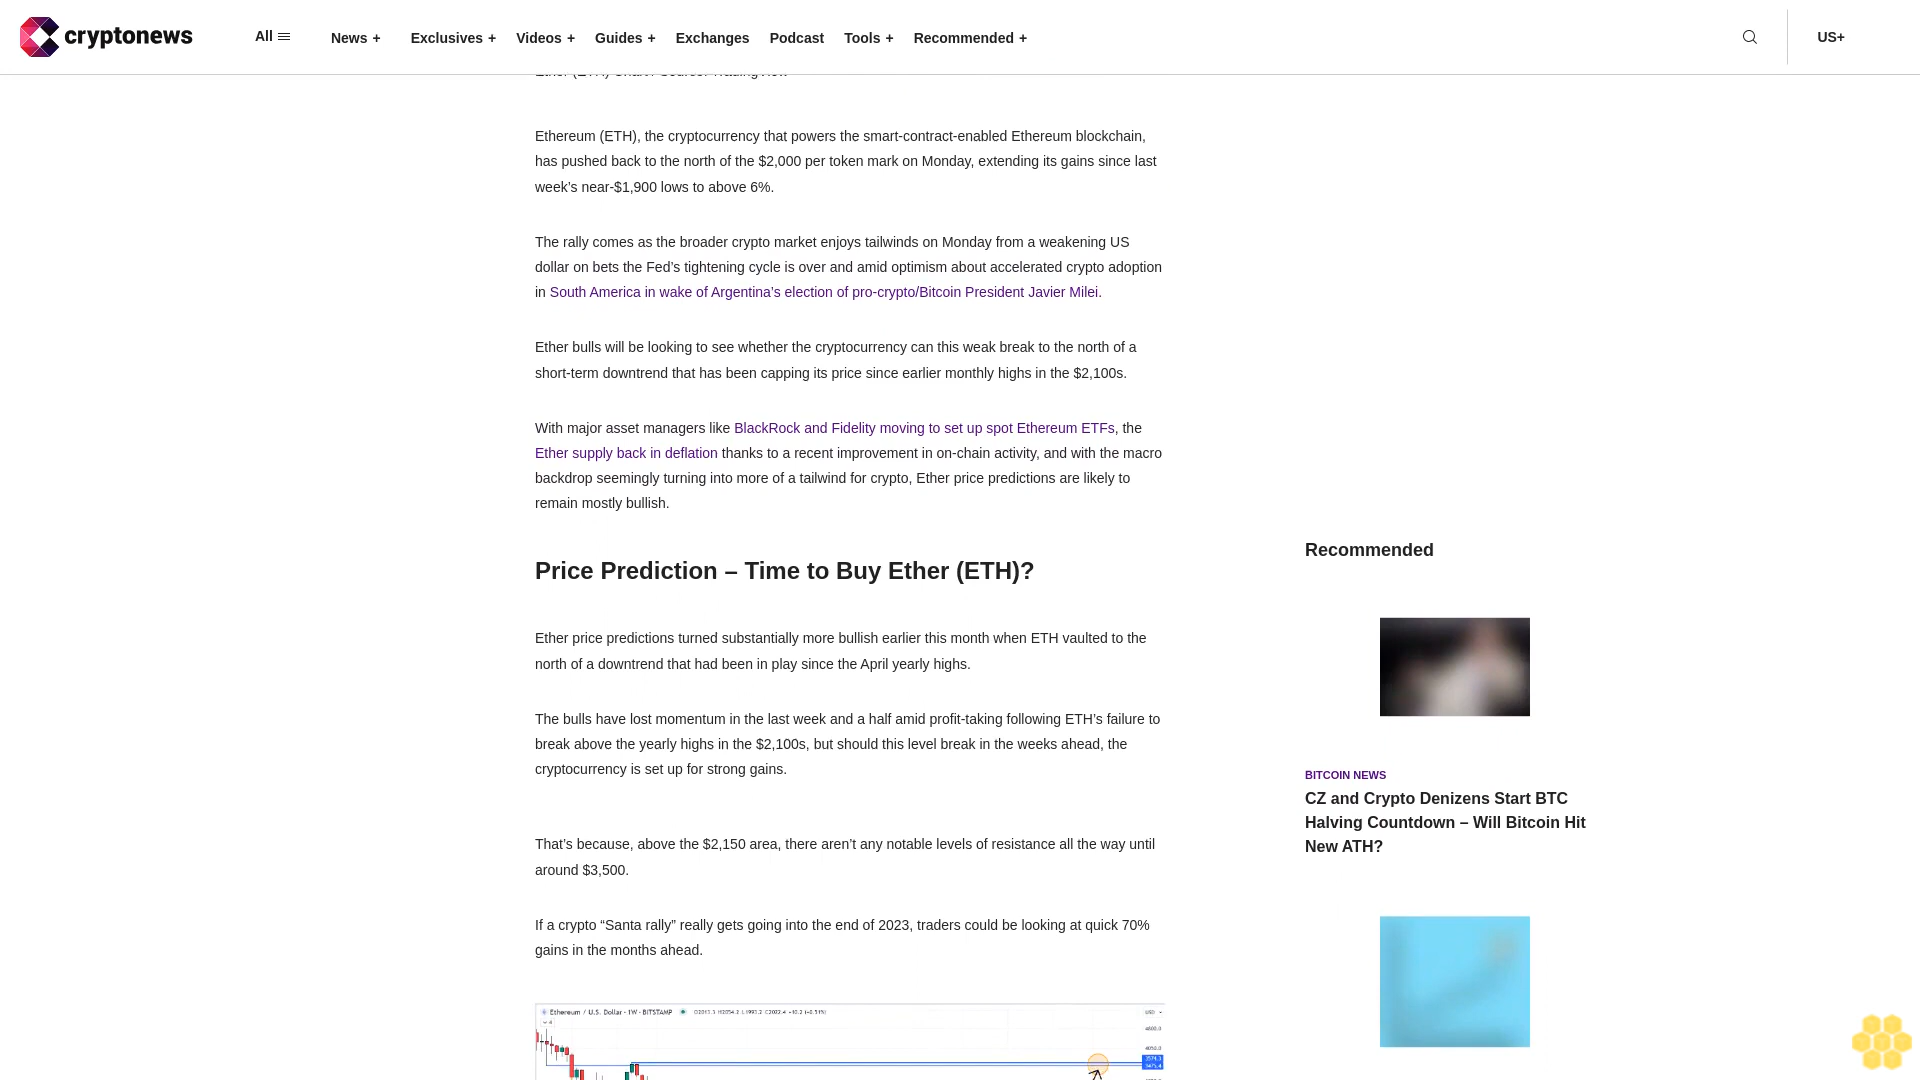 cryptonews
All
News +
Exclusives +
Videos +
Guides +
Exchanges
Podcast
Tools +
Recommended +
US+
Ethereum (ETH), the cryptocurrency that powers the smart-contract-enabled Ethereum blockchain,
has pushed back to the north of the $2,000 per token mark on Monday, extending its gains since last
week’s near-$1,900 lows to above 6%.
The rally comes as the broader crypto market enjoys tailwinds on Monday from a weakening US
dollar on bets the Fed’s tightening cycle is over and amid optimism about accelerated crypto adoption
in South America in wake of Argentina’s election of pro-crypto/Bitcoin President Javier Milei.
Ether bulls will be looking to see whether the cryptocurrency can this weak break to the north of a
short-term downtrend that has been capping its price since earlier monthly highs in the $2,100s.
With major asset managers like BlackRock and Fidelity moving to set up spot Ethereum ETFs, the
Ether supply back in deflation thanks to a recent improvement in on-chain activity, and with the macro
backdrop seemingly turning into more of a tailwind for crypto, Ether price predictions are likely to
remain mostly bullish.
Price Prediction – Time to Buy Ether (ETH)?
Ether price predictions turned substantially more bullish earlier this month when ETH vaulted to the
north of a downtrend that had been in play since the April yearly highs.
The bulls have lost momentum in the last week and a half amid profit-taking following ETH’s failure to
break above the yearly highs in the $2,100s, but should this level break in the weeks ahead, the
cryptocurrency is set up for strong gains.
That’s because, above the $2,150 area, there aren’t any notable levels of resistance all the way until
around $3,500.
If a crypto “Santa rally” really gets going into the end of 2023, traders could be looking at quick 70%
gains in the months ahead.
Ethereum / U.S. Dollar · 1W · BITSTAMP
Recommended
BITCOIN NEWS
CZ and Crypto Denizens Start BTC
Halving Countdown – Will Bitcoin Hit
New ATH?